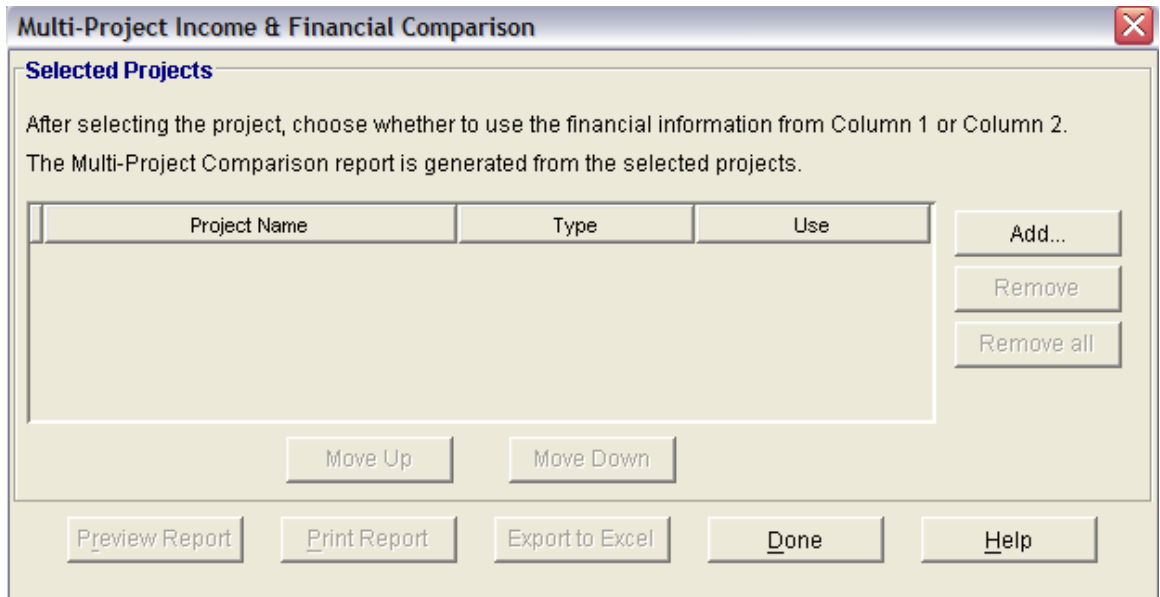 Multi-Project Income & Financial Comparison
Selected Projects
After selecting the project, choose whether to use the financial information from Column 1 or Column 2.
The Multi-Project Comparison report is generated from the selected projects.
Project Name Type Use
Add...
Remove
Remove all
Move Up Move Down
Preview Report Print Report Export to Excel Done Help